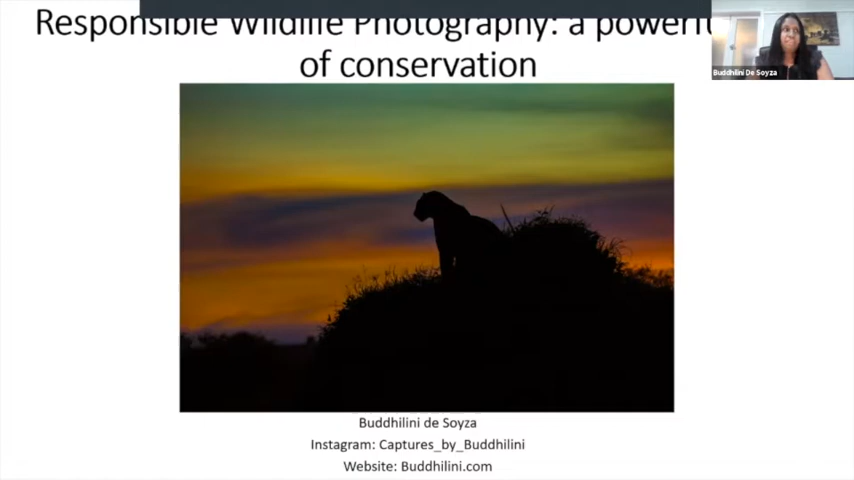 Responsible Wildlife Photography: a powerfu
of conservation
Buddhilini De Soyza
Buddhilini de Soyza
Instagram: Captures_by_Buddhilini
Website: Buddhilini.com